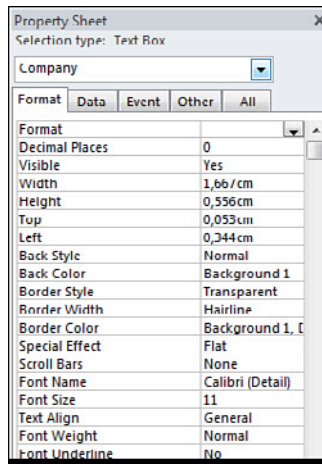 Property Sheet
Selection type: Text Box
Company
Format Data Event Other All
Format
Decimal Places 0
Visible Yes
Width 1,667cm
Height 0,556cm
Top 0,053cm
Left 0,344cm
Back Style Normal
Back Color Background 1
Border Style Transparent
Border Width Hairline
Border Color Background 1, D
Special Effect Flat
Scroll Bars None
Font Name Calibri (Detail)
Font Size 11
Text Align General
Font Weight Normal
Font Underline No